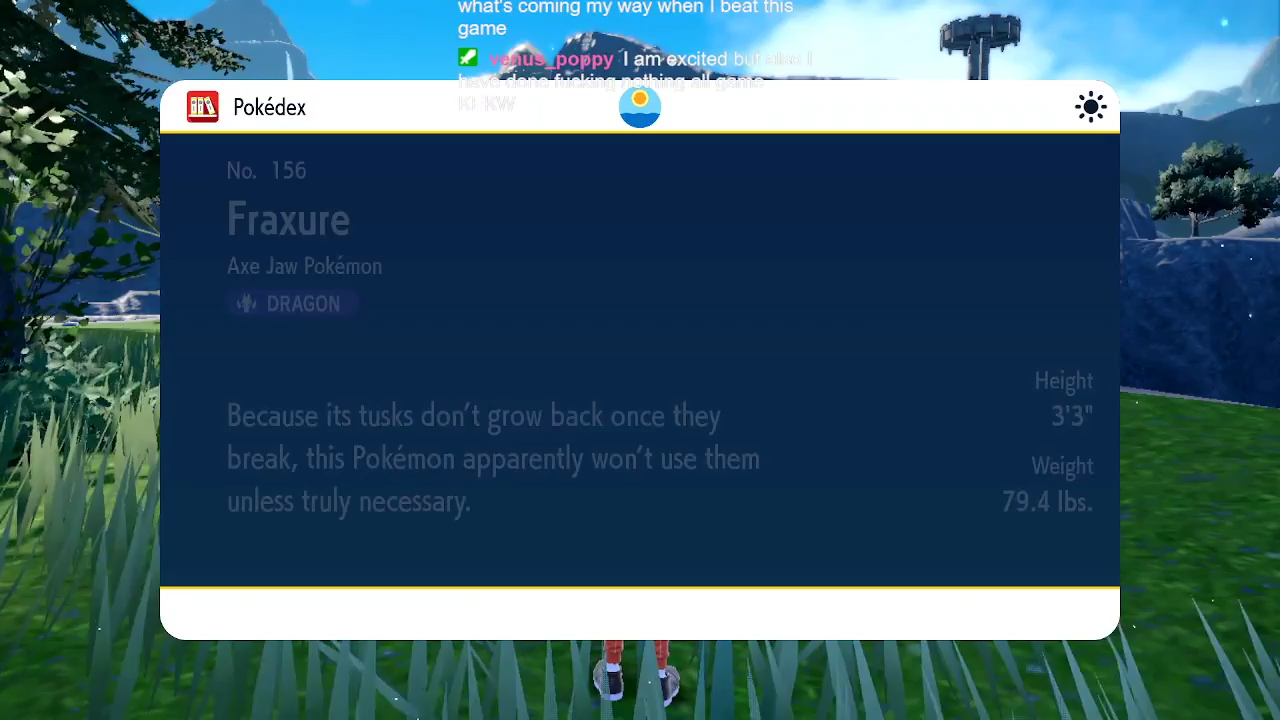 what's coming my way when I beat this
game
venus_poppy I am excited but also I
have done fucking nothing all game
KEKW
Pokédex
No. 156
Fraxure
Axe Jaw Pokémon
DRAGON
Height
3'3"
Because its tusks don't grow back once they
break, this Pokémon apparently won't use them
unless truly necessary.
Weight
79.4 lbs.